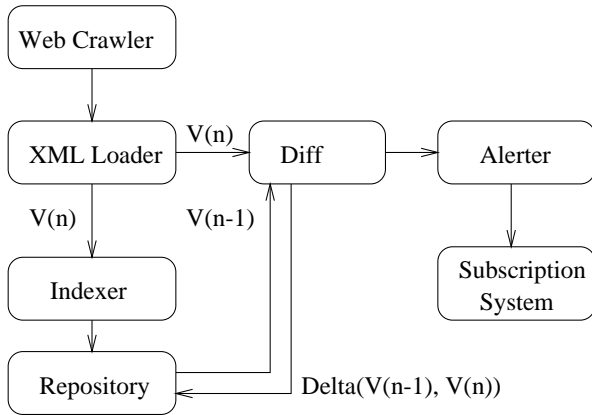 Web Crawler
V(n)
XML Loader
Diff
Alerter
V(n)
V(n-1)
Indexer
Subscription
System
Repository
Delta(V(n-1), V(n))